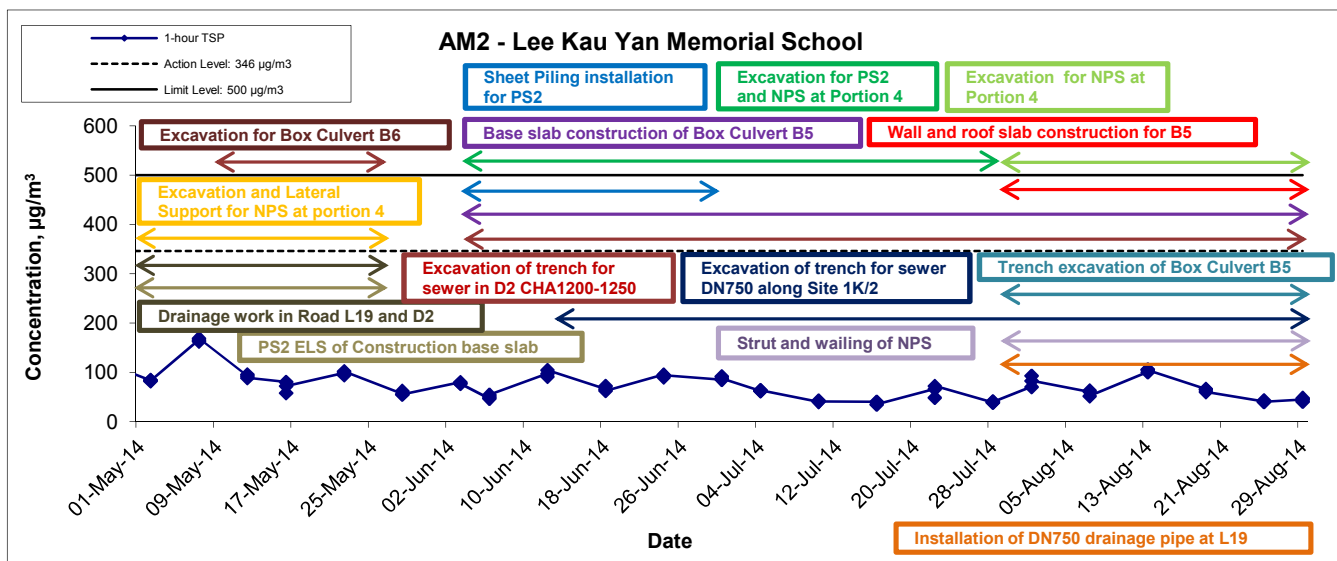 1-hour TSP
Action Level: 346 µg/m3
Limit Level: 500 µg/m3
AM2 - Lee Kau Yan Memorial School
Sheet Piling installation
for PS2
Excavation for PS2
and NPS at Portion 4
Excavation for NPS at
Portion 4
Excavation for Box Culvert B6
Base slab construction of Box Culvert B5
Wall and roof slab construction for B5
Excavation and Lateral
Support for NPS at portion 4
Excavation of trench for
sewer in D2 CHA1200-1250
Excavation of trench for sewer
DN750 along Site 1K/2
Trench excavation of Box Culvert B5
Drainage work in Road L19 and D2
PS2 ELS of Construction base slab
Strut and wailing of NPS
Concentration, µg/m³
600
500
400
300
200
100
0
01-May-14
09-May-14
17-May-14
25-May-14
02-Jun-14
10-Jun-14
18-Jun-14
26-Jun-14
04-Jul-14
12-Jul-14
20-Jul-14
28-Jul-14
05-Aug-14
13-Aug-14
21-Aug-14
29-Aug-14
Date
Installation of DN750 drainage pipe at L19